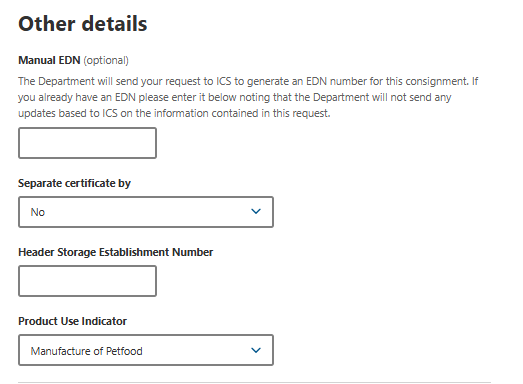 Other details
Manual EDN (optional)
The Department will send your request to ICS to generate an EDN number for this consignment. If
you already have an EDN please enter it below noting that the Department will not send any
updates based to ICS on the information contained in this request.
Separate certificate by
No
Header Storage Establishment Number
Product Use Indicator
Manufacture of Petfood